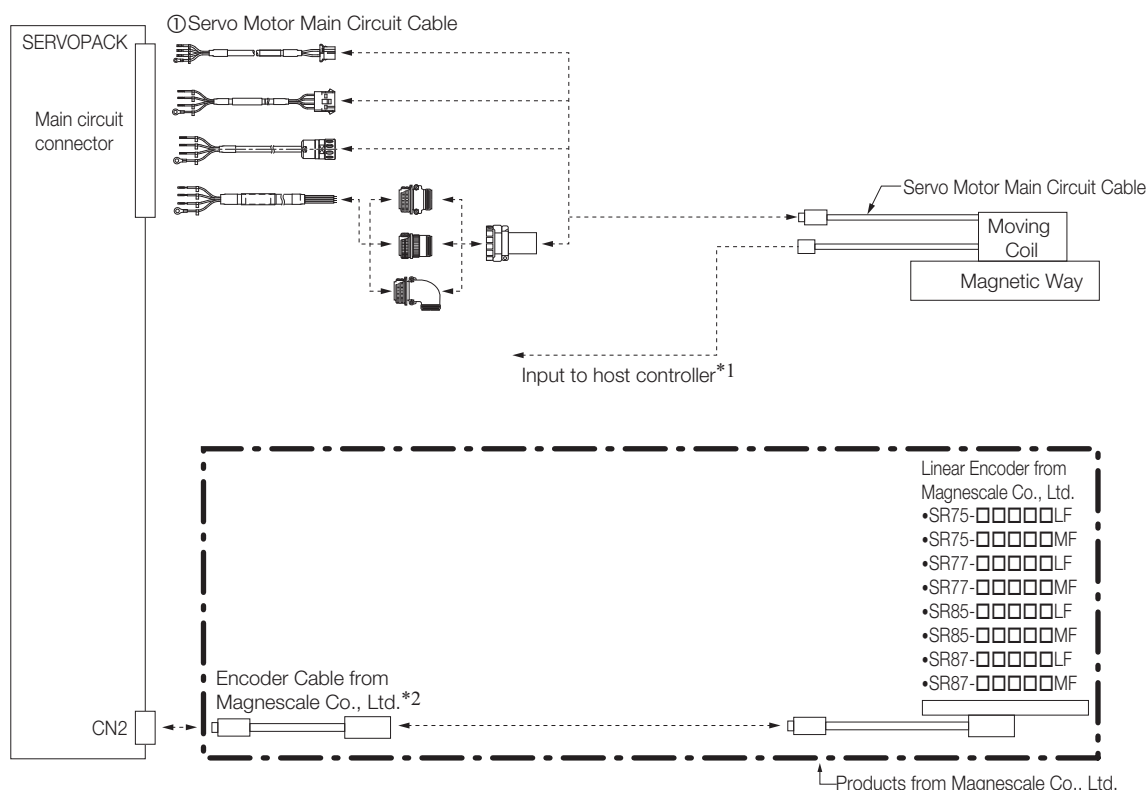 ①Servo Motor Main Circuit Cable
SERVOPACK
Main circuit
connector
Servo Motor Main Circuit Cable
Moving
Coil
Magnetic Way
Input to host controller*1
Linear Encoder from
Magnescale Co., Ltd.
•SR75-□□□□□LF
•SR75-□□□□□MF
•SR77-□□□□□LF
•SR77-□□□□□MF
•SR85-□□□□□LF
•SR85-□□□□□MF
•SR87-□□□□□LF
•SR87-□□□□□MF
Encoder Cable from
Magnescale Co., Ltd.*2
CN2
Products from Magnescale Co., Ltd.